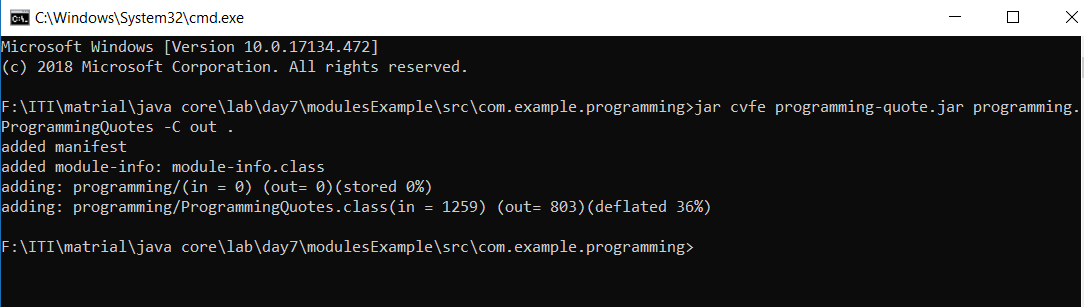 C:\Windows\System32\cmd.exe
Microsoft Windows [Version 10.0.17134.472]
(c) 2018 Microsoft Corporation. All rights reserved.
F:\ITI\matrial\java core\lab\day7\modulesExample\src\com.example.programming>jar cvfe programming-quote.jar programming.
ProgrammingQuotes -C out .
added manifest
added module-info: module-info.class
adding: programming/(in = 0) (out= 0)(stored 0%)
adding: programming/ProgrammingQuotes.class(in = 1259) (out= 803)(deflated 36%)
F:\ITI\matrial\java core\lab\day7\modulesExample\src\com.example.programming>